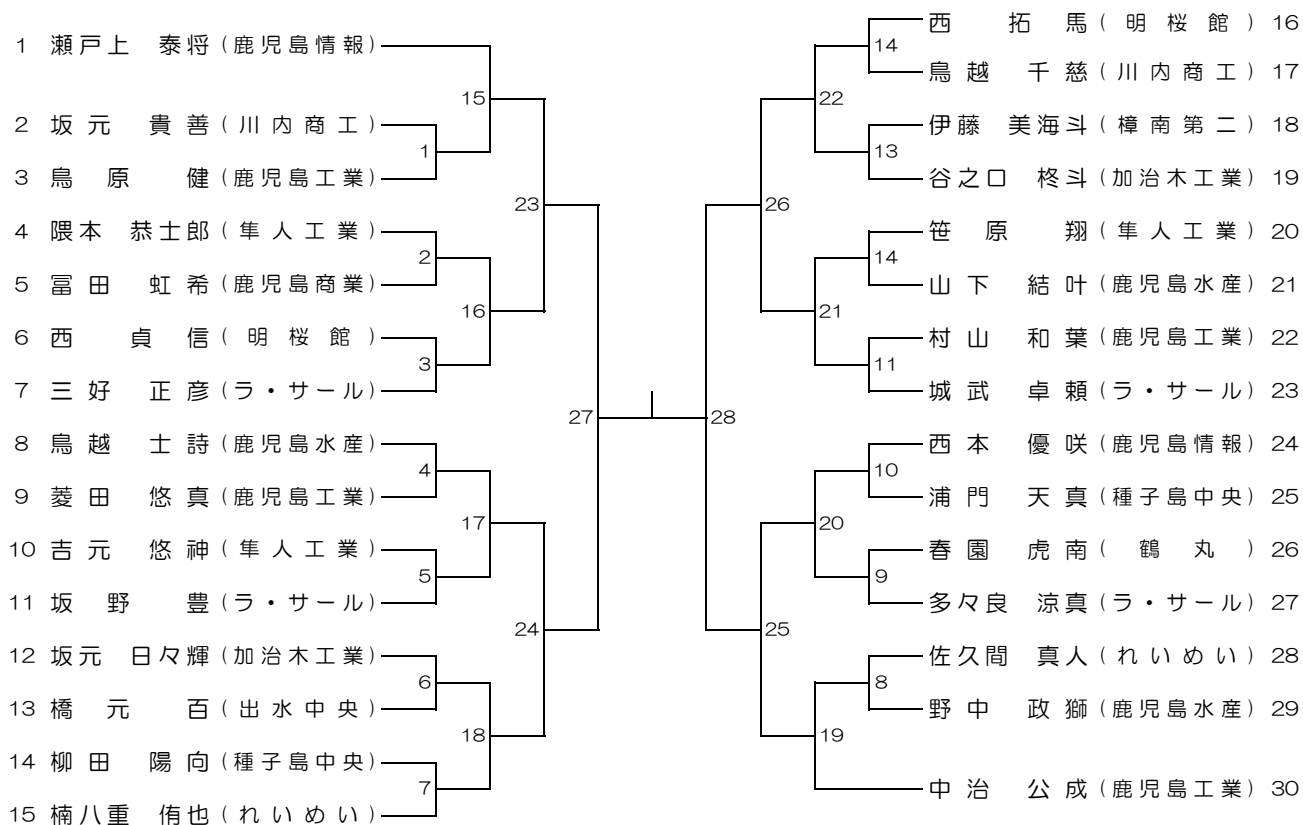 1 瀬戸上 泰将 (鹿児島情報)
2 坂元 貴善 (川内商工)
3 鳥原 健 (鹿児島工業)
4 隈本 恭士郎 (隼人工業)
5 冨田 虹希 (鹿児島商業)
6 西 貞信 (明桜館)
7 三好 正彦 (ラ・サール)
8 鳥越 士詩 (鹿児島水産)
9 菱田 悠真 (鹿児島工業)
10 吉元 悠神 (隼人工業)
11 坂野 豊 (ラ・サール)
12 坂元 日々輝 (加治木工業)
13 橋元 百 (出水中央)
14 柳田 陽向 (種子島中央)
15 楠八重 侑也 (れいめい)
1
2
3
4
5
6
7
15
16
17
18
23
24
27
28
26
25
22
21
20
19
14
13
14
11
10
9
8
西 拓馬 (明桜館) 16
鳥越 千慈 (川内商工) 17
伊藤 美海斗 (樟南第二) 18
谷之口 柊斗 (加治木工業) 19
笹原 翔 (隼人工業) 20
山下 結叶 (鹿児島水産) 21
村山 和葉 (鹿児島工業) 22
城武 卓頼 (ラ・サール) 23
西本 優咲 (鹿児島情報) 24
浦門 天真 (種子島中央) 25
春園 虎南 (鶴丸) 26
多々良 涼真 (ラ・サール) 27
佐久間 真人 (れいめい) 28
野中 政獅 (鹿児島水産) 29
中治 公成 (鹿児島工業) 30